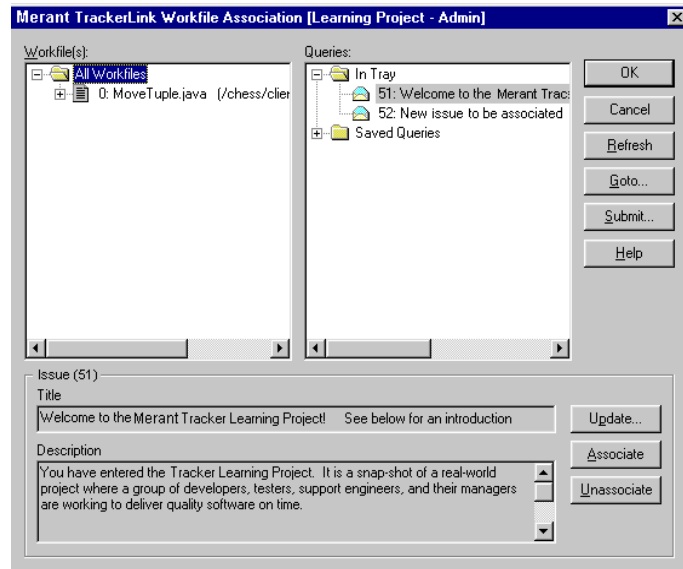 Merant TrackerLink Workfile Association [Learning Project - Admin]
Workfile(s):
All Workfiles
0: MoveTuple.java (/chess/clier
Queries:
In Tray
51: Welcome to the Merant Trac
52: New issue to be associated
Saved Queries
OK
Cancel
Refresh
Goto...
Submit...
Help
Issue (51)
Title
Welcome to the Merant Tracker Learning Project! See below for an introduction
Description
You have entered the Tracker Learning Project. It is a snap-shot of a real-world
project where a group of developers, testers, support engineers, and their managers
are working to deliver quality software on time.
Update...
Associate
Unassociate